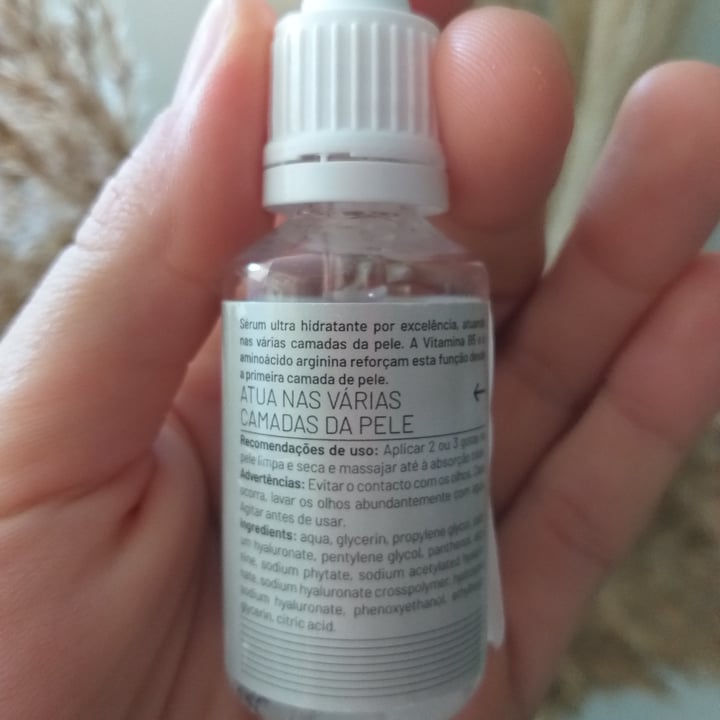 Sérum ultra hidratante por excelência,
nas várias camadas da pele. A Vitamina B5 e o
aminoácido arginina reforçam esta função desde
a primeira camada de pele.
ATUA NAS VÁRIAS
CAMADAS DA PELE
Recomendações de uso: Aplicar 2 ou 3 gotas
pele limpa e seca e massajar até à absorção
Advertências: Evitar o contacto com os olhos. Caso
ocorra, lavar os olhos abundantemente com
Agitar antes de usar.
Ingredients: aqua, glycerin, propylene glycol,
um hyaluronate, pentylene glycol, panthenol,
nine, sodium phytate, sodium acetylated
nate, sodium hyaluronate crosspolymer,
sodium hyaluronate, phenoxyethanol,
glycerin, citric acid.